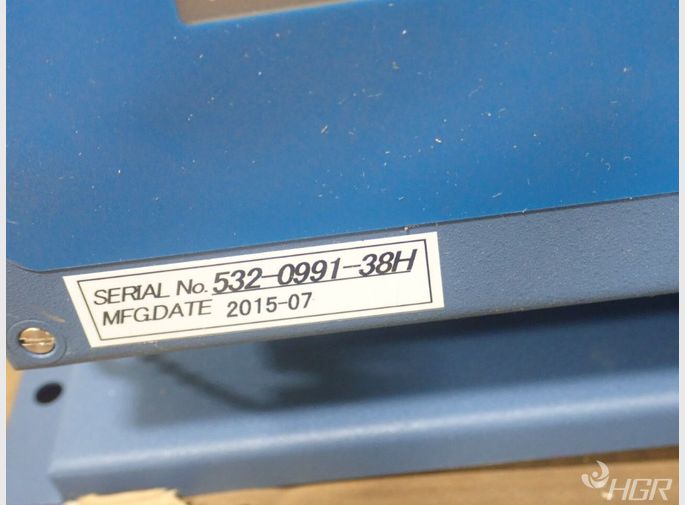 SERIAL No. 532-0991-38H
MFG.DATE 2015-07
HGR